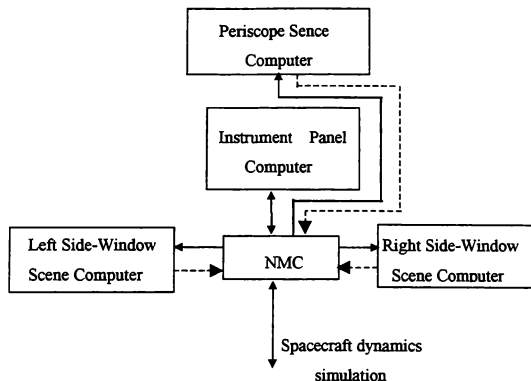 Periscope Sence
Computer
Instrument Panel
Computer
Left Side-Window
Scene Computer
NMC
Right Side-Window
Scene Computer
Spacecraft dynamics
simulation